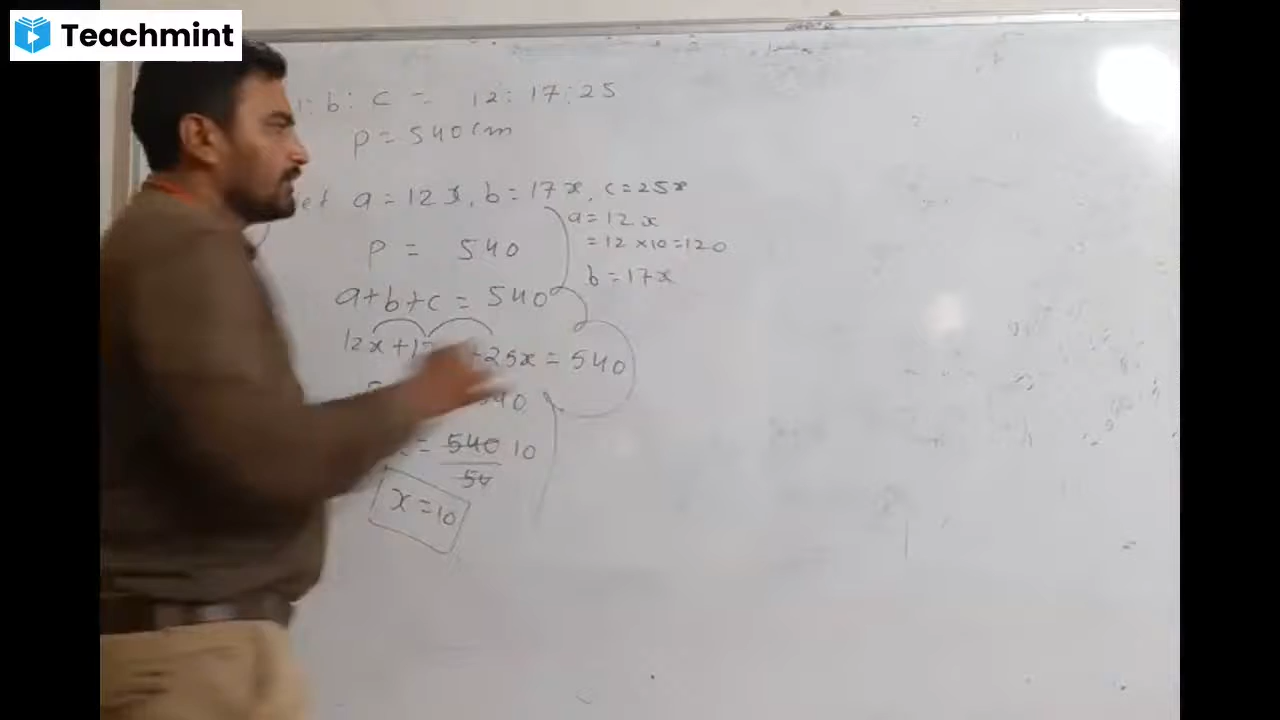 Teachmint
: b : c = 12 : 17 : 25
P = 540 cm
let a = 12x, b = 17x, c = 25x
P = 540
a+b+c = 540
12x + 17 + 25x = 540
540
= 540 10
54
x = 10
a = 12x
= 12 × 10 = 120
b = 17x